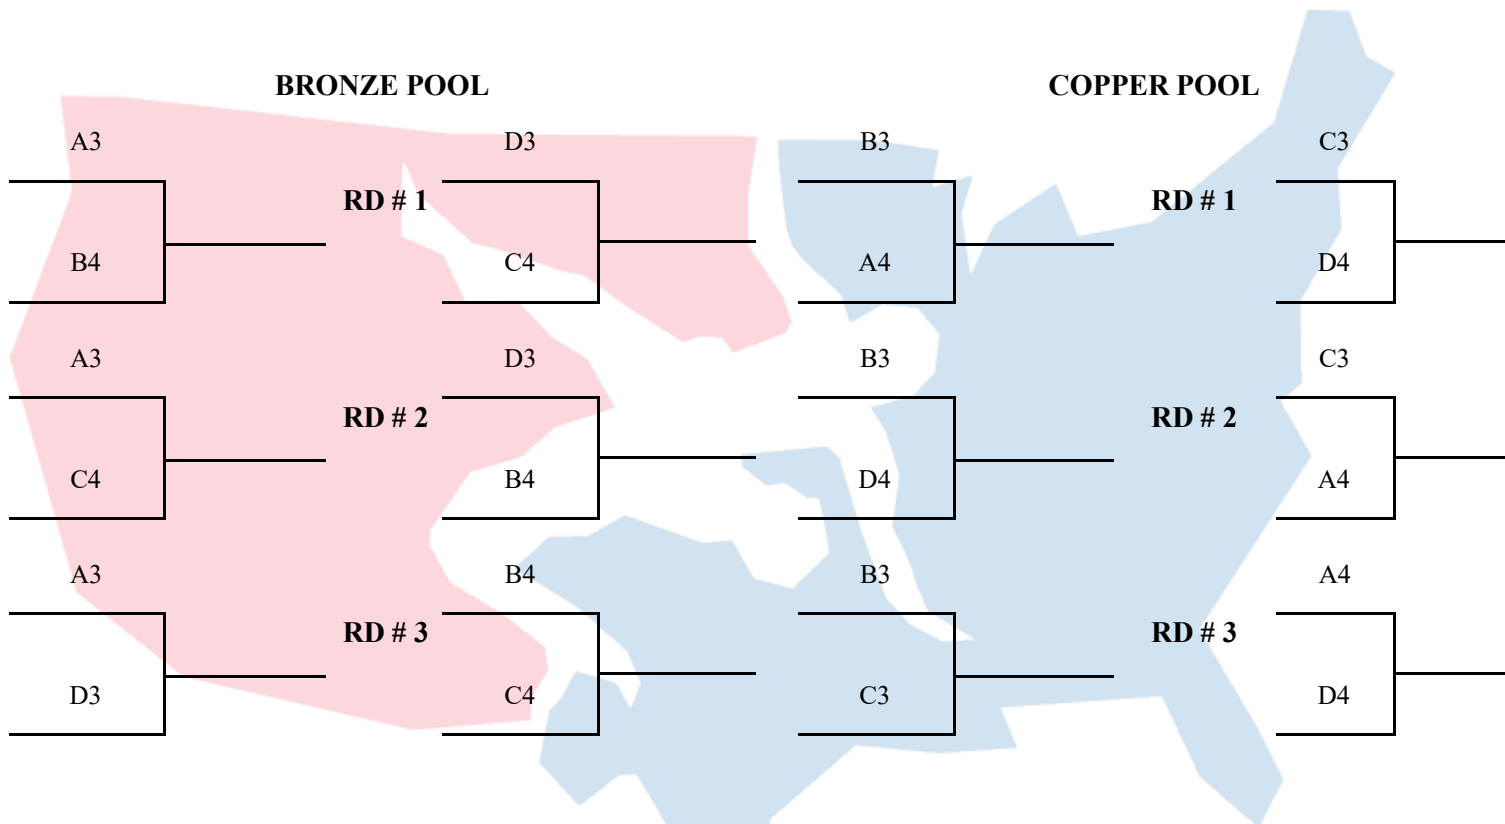 BRONZE POOL COPPER POOL
A3 D3 B3 C3
RD # 1 RD # 1
B4 C4 A4 D4
A3 D3 B3 C3
RD # 2 RD # 2
C4 B4 D4 A4
A3 B4 B3 A4
RD # 3 RD # 3
D3 C4 C3 D4